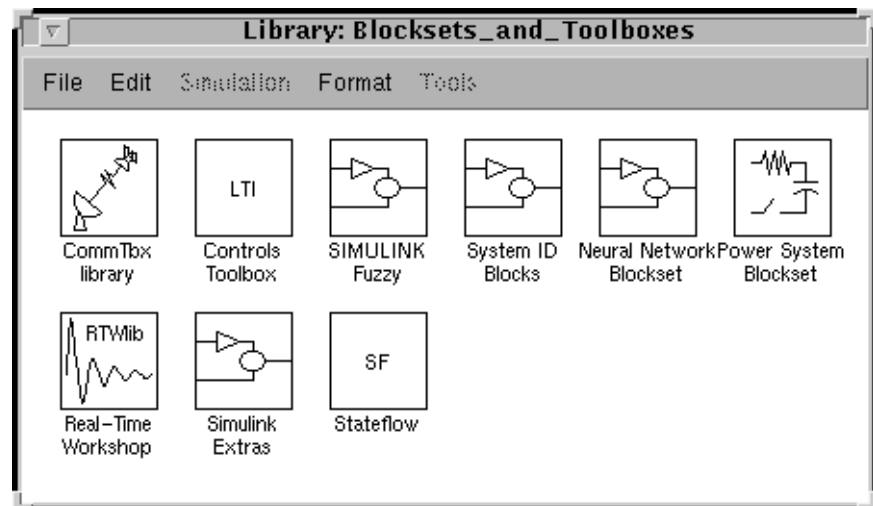 Library: Blocksets_and_Toolboxes
File Edit Simulation Format Tools
LTI
CommTbx library
Controls Toolbox
SIMULINK Fuzzy
System ID Blocks
Neural Network Blockset
Power System Blockset
RTWlib
SF
Real-Time Workshop
Simulink Extras
Stateflow